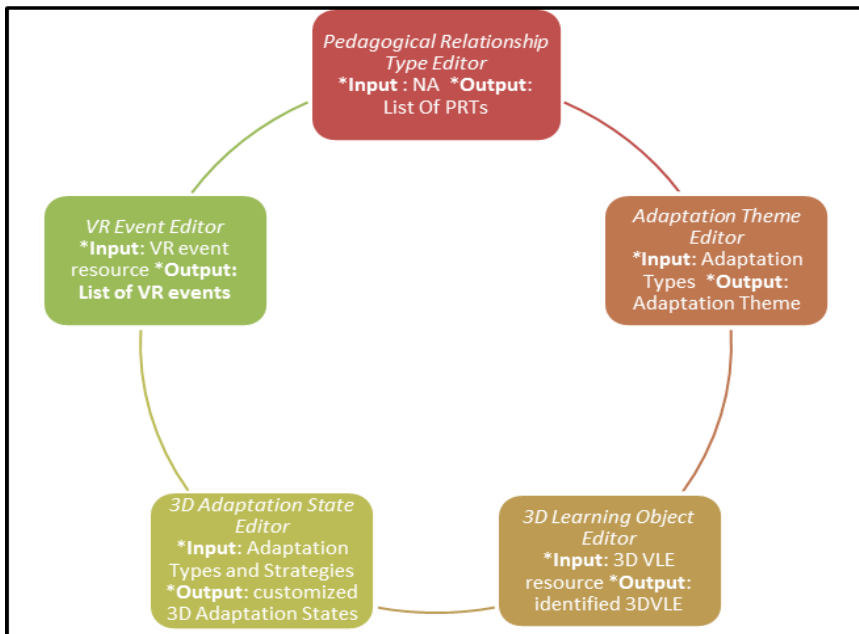 Pedagogical Relationship
Type Editor
*Input : NA *Output:
List Of PRTs
VR Event Editor
*Input: VR event
resource *Output:
List of VR events
Adaptation Theme
Editor
*Input: Adaptation
Types *Output:
Adaptation Theme
3D Adaptation State
Editor
*Input: Adaptation
Types and Strategies
*Output: customized
3D Adaptation States
3D Learning Object
Editor
*Input: 3D VLE
resource *Output:
identified 3DVLE